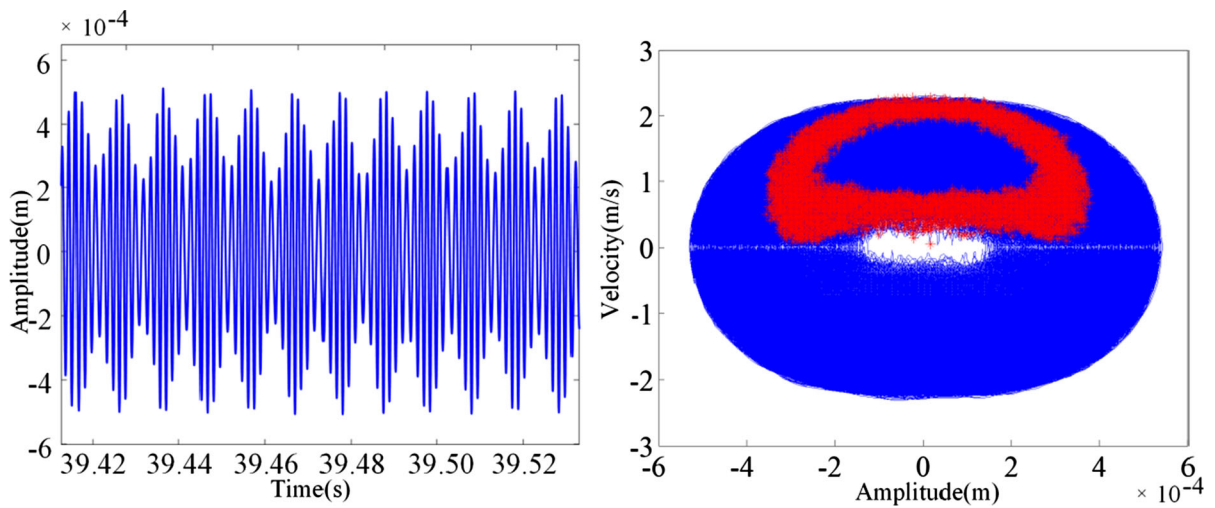 × 10⁻⁴
6
4
2
0
-2
-4
-6
Amplitude(m)
39.42 39.44 39.46 39.48 39.50 39.52
Time(s)
3
2
1
0
-1
-2
-3
Velocity(m/s)
-6 -4 -2 0 2 4 6
Amplitude(m) × 10⁻⁴